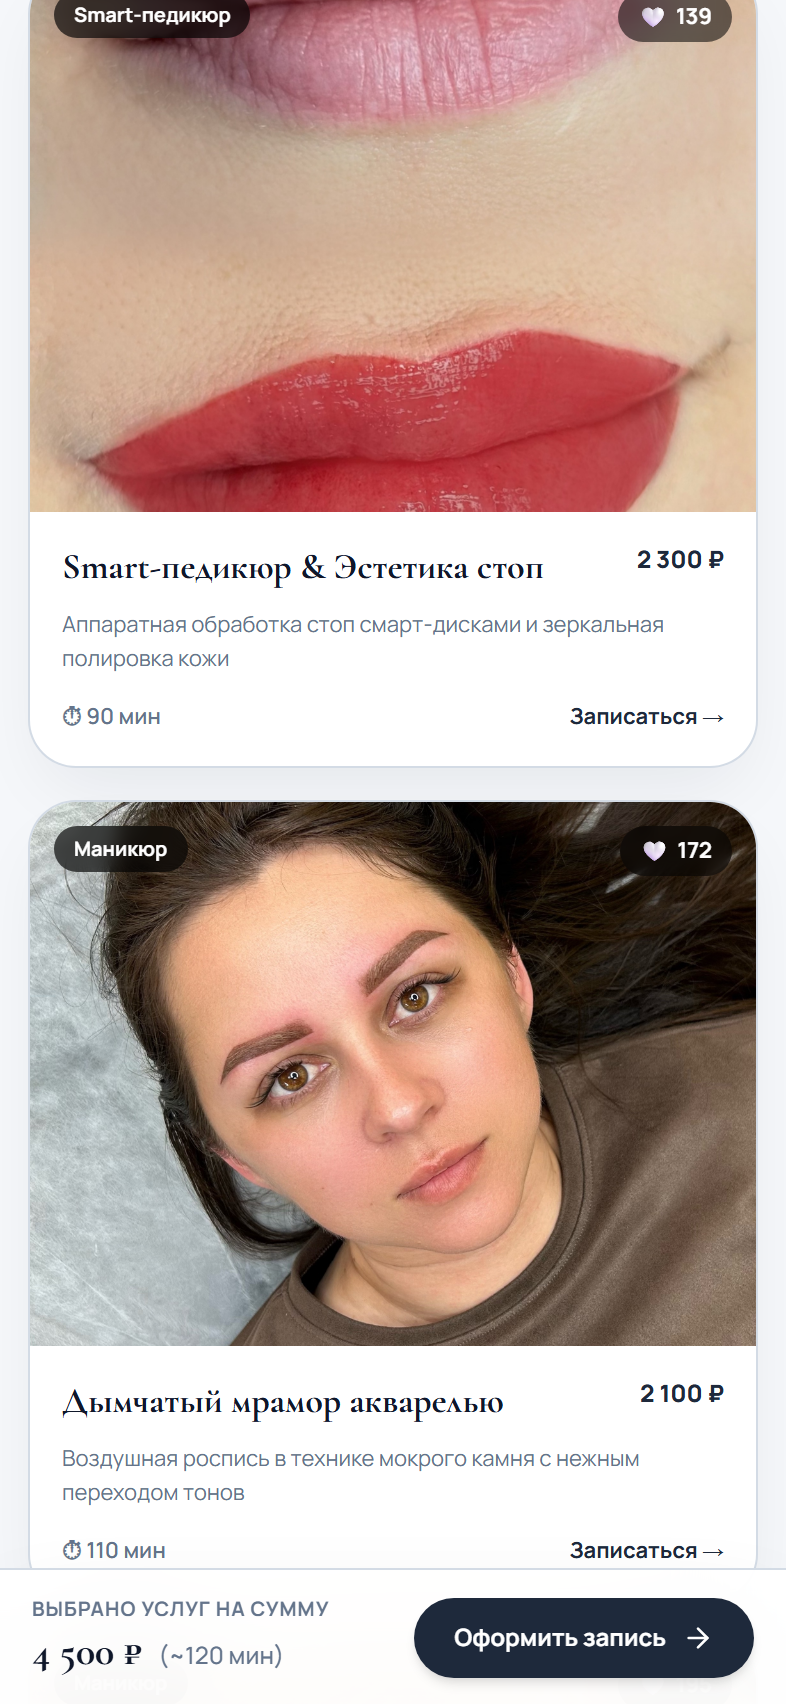 Smart-педикюр
139
Smart-педикюр & Эстетика стоп
2 300 ₽
Аппаратная обработка стоп смарт-дисками и зеркальная
полировка кожи
90 мин
Записаться →
Маникюр
172
Дымчатый мрамор акварелью
2 100 ₽
Воздушная роспись в технике мокрого камня с нежным
переходом тонов
110 мин
Записаться →
ВЫБРАНО УСЛУГ НА СУММУ
4 500 ₽ (~120 мин)
Оформить запись →
Маникюр